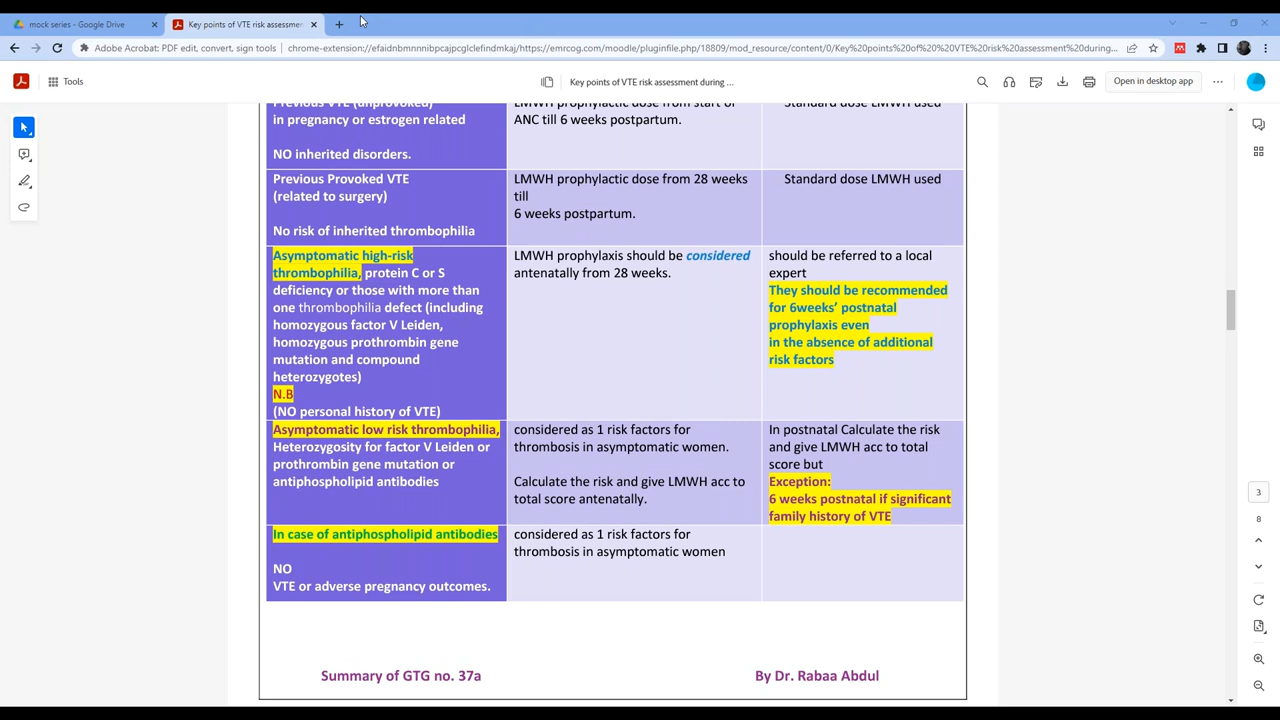 mock series - Google Drive
Key points of VTE risk assessmen
Adobe Acrobat: PDF edit, convert, sign tools
chrome-extension://efaidnbmnnnibpcajpcglclefindmkaj/https://emrcog.com/moodle/pluginfile.php/18809/mod_resource/content/0/Key%20points%20of%20%20VTE%20risk%20assessment%20during...
Tools
Key points of VTE risk assessment during ...
Open in desktop app
Previous VTE (unprovoked)
in pregnancy or estrogen related
NO inherited disorders.
LMWH prophylactic dose from start of
ANC till 6 weeks postpartum.
Standard dose LMWH used
Previous Provoked VTE
(related to surgery)
No risk of inherited thrombophilia
LMWH prophylactic dose from 28 weeks
till
6 weeks postpartum.
Standard dose LMWH used
Asymptomatic high-risk
thrombophilia, protein C or S
deficiency or those with more than
one thrombophilia defect (including
homozygous factor V Leiden,
homozygous prothrombin gene
mutation and compound
heterozygotes)
N.B
(NO personal history of VTE)
LMWH prophylaxis should be considered
antenatally from 28 weeks.
should be referred to a local
expert
They should be recommended
for 6weeks’ postnatal
prophylaxis even
in the absence of additional
risk factors
Asymptomatic low risk thrombophilia,
Heterozygosity for factor V Leiden or
prothrombin gene mutation or
antiphospholipid antibodies
considered as 1 risk factors for
thrombosis in asymptomatic women.
Calculate the risk and give LMWH acc to
total score antenatally.
In postnatal Calculate the risk
and give LMWH acc to total
score but
Exception:
6 weeks postnatal if significant
family history of VTE
In case of antiphospholipid antibodies
NO
VTE or adverse pregnancy outcomes.
considered as 1 risk factors for
thrombosis in asymptomatic women
Summary of GTG no. 37a
By Dr. Rabaa Abdul
3
8